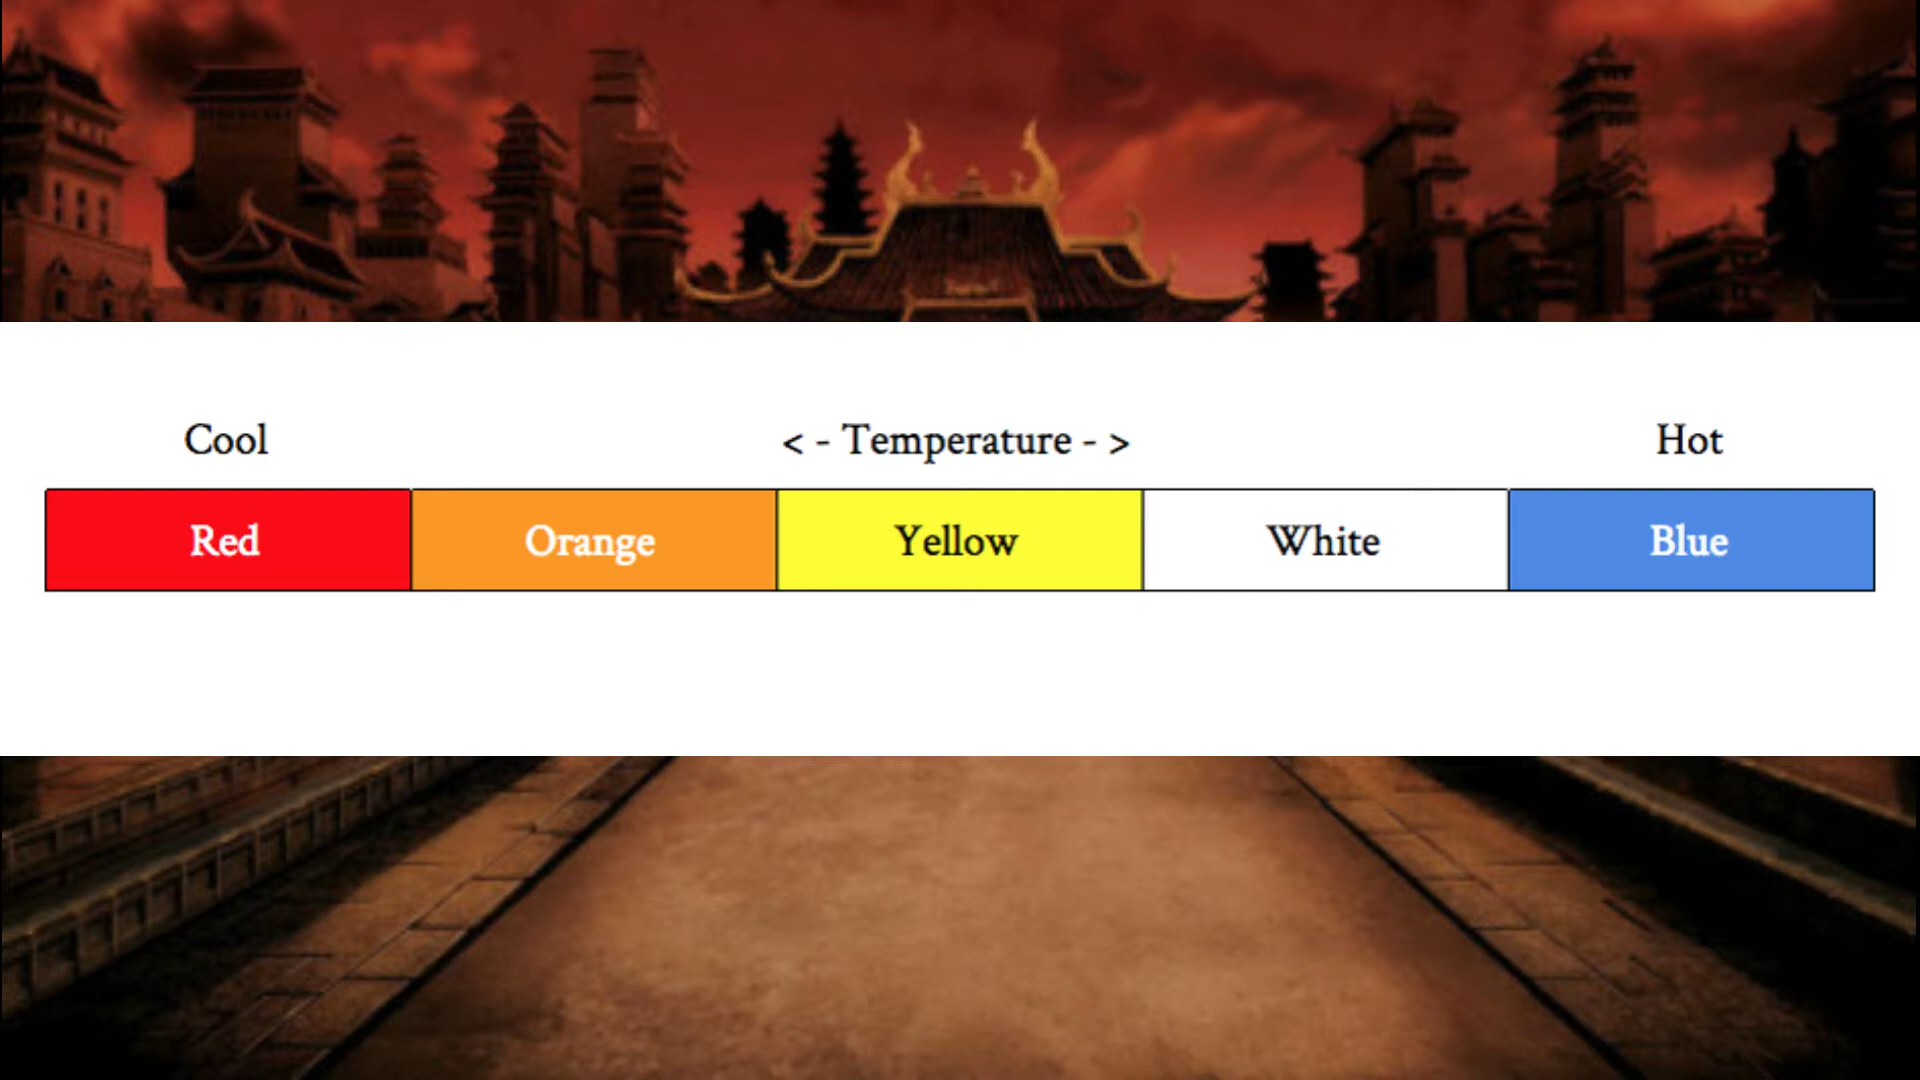 Cool < - Temperature - > Hot
Red Orange Yellow White Blue